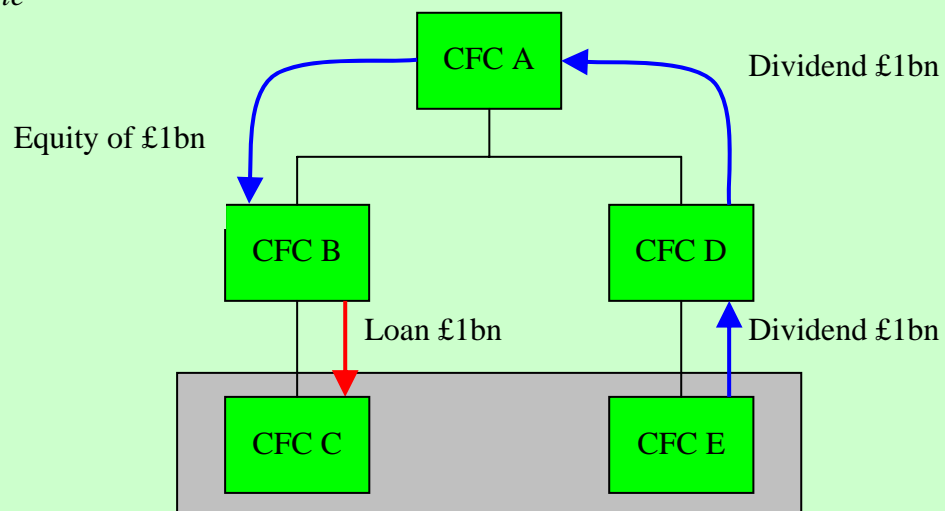 CFC A
Dividend £1bn
Equity of £1bn
CFC B
CFC D
Loan £1bn
Dividend £1bn
CFC C
CFC E